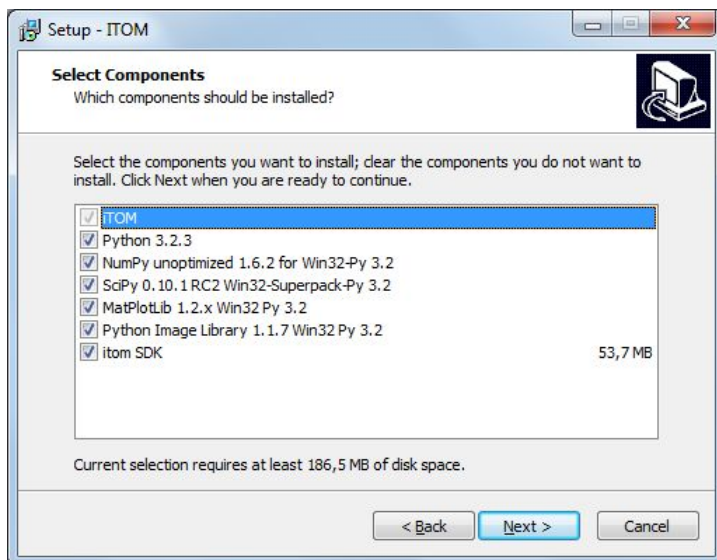 Setup - ITOM
Select Components
Which components should be installed?
Select the components you want to install; clear the components you do not want to
install. Click Next when you are ready to continue.
iTOM
Python 3.2.3
NumPy unoptimized 1.6.2 for Win32-Py 3.2
SciPy 0.10.1 RC2 Win32-Superpack-Py 3.2
MatPlotLib 1.2.x Win32 Py 3.2
Python Image Library 1.1.7 Win32 Py 3.2
itom SDK 53,7 MB
Current selection requires at least 186,5 MB of disk space.
< Back Next > Cancel